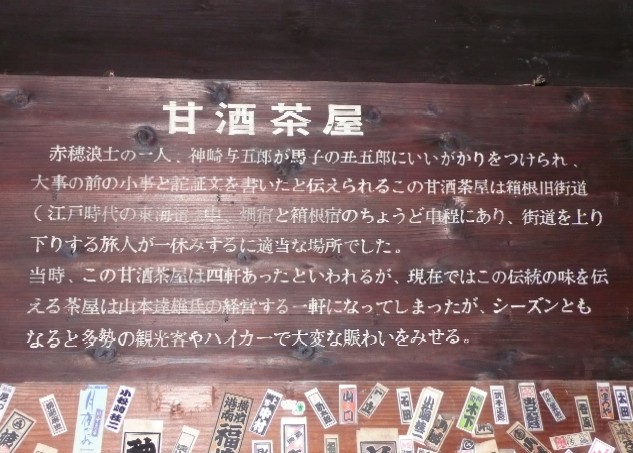 甘酒茶屋
赤穂浪士の一人、神崎与五郎が馬子の丑五郎にいいがかりをつけられ、
大事の前の小事と詑証文を書いたと伝えられるこの甘酒茶屋は箱根旧街道
（江戸時代の東海道）中、畑宿と箱根宿のちょうど中程にあり、街道を上り
下りする旅人が一休みするに適当な場所でした。
当時、この甘酒茶屋は四軒あったといわれるが、現在ではこの伝統の味を伝
える茶屋は山本達雄氏の経営する一軒になってしまったが、シーズンとも
なると多勢の観光客やハイカーで大変な賑わいをみせる。
山口
木下
太田